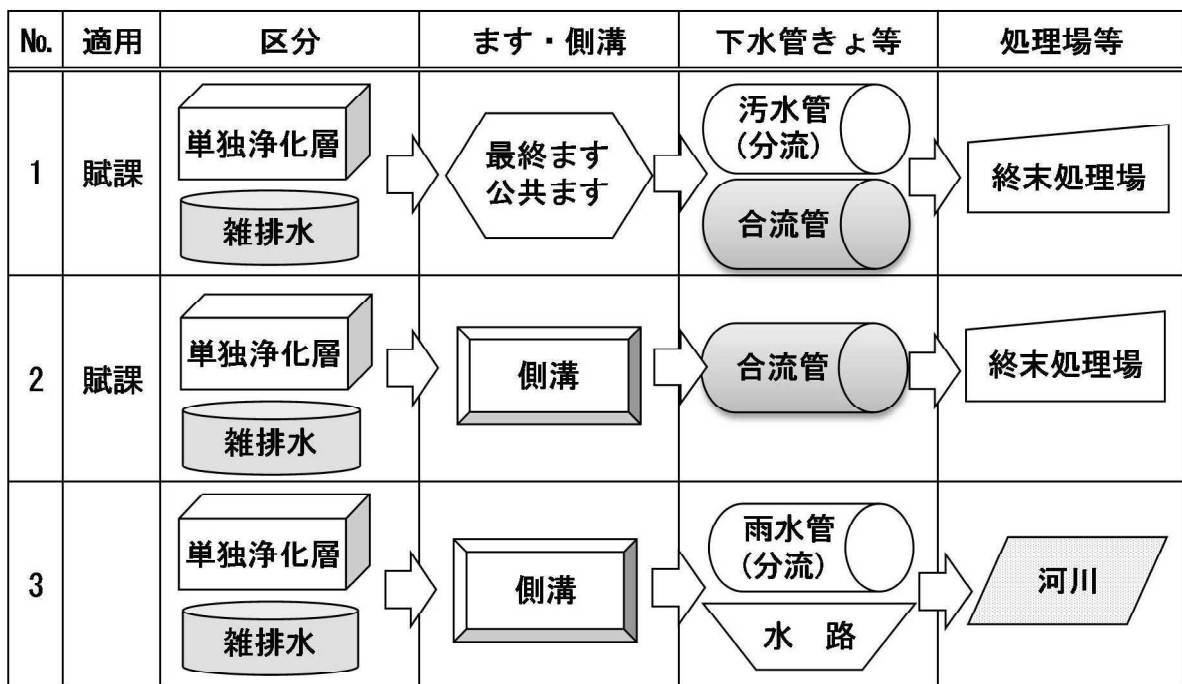 No. 適用 区分 ます・側溝 下水管きょ等 処理場等
1 賦課
単独浄化層
雑排水
最終ます
公共ます
汚水管
(分流)
合流管
終末処理場
2 賦課
単独浄化層
雑排水
側溝
合流管
終末処理場
3
単独浄化層
雑排水
側溝
雨水管
(分流)
水 路
河川